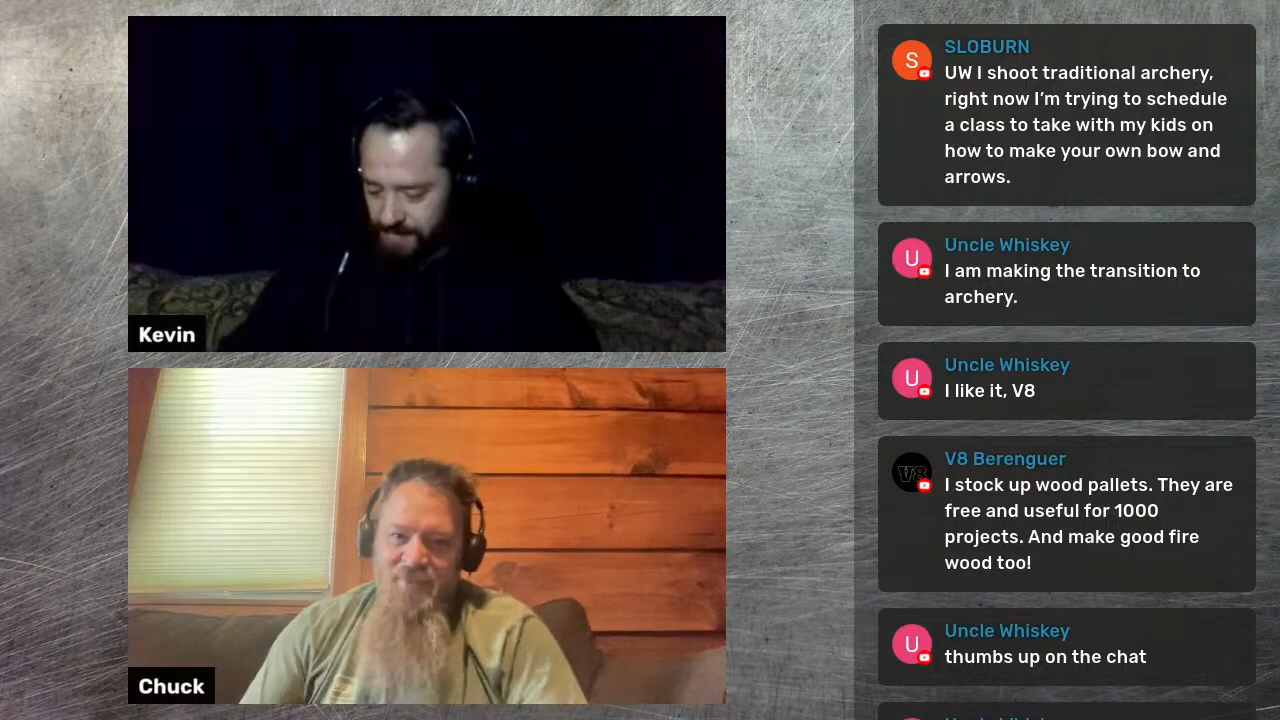 Kevin
Chuck
S
SLOBURN
UW I shoot traditional archery,
right now I’m trying to schedule
a class to take with my kids on
how to make your own bow and
arrows.
U
Uncle Whiskey
I am making the transition to
archery.
U
Uncle Whiskey
I like it, V8
V8
V8 Berenguer
I stock up wood pallets. They are
free and useful for 1000
projects. And make good fire
wood too!
U
Uncle Whiskey
thumbs up on the chat